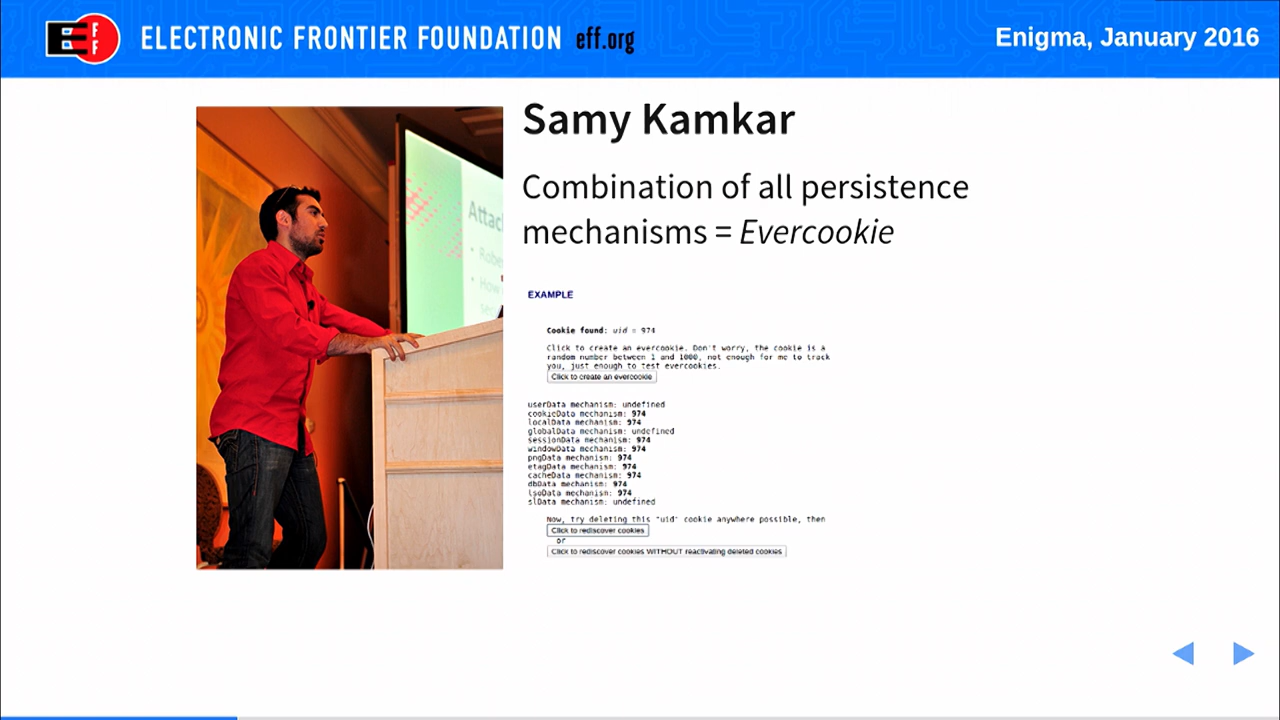 ELECTRONIC FRONTIER FOUNDATION eff.org
Enigma, January 2016
Samy Kamkar
Combination of all persistence
mechanisms = Evercookie
EXAMPLE
Cookie found: uid = 974
Click to create an evercookie. Don't worry, the cookie is a
random number between 1 and 1000, not enough for me to track
you, just enough to test evercookies.
Click to create an evercookie
userData mechanism: undefined
cookieData mechanism: 974
localData mechanism: 974
globalData mechanism: undefined
sessionData mechanism: 974
windowData mechanism: 974
pngData mechanism: 974
etagData mechanism: 974
cacheData mechanism: 974
dbData mechanism: 974
lsoData mechanism: 974
slData mechanism: undefined
Now, try deleting this "uid" cookie anywhere possible, then
Click to rediscover cookies
or
Click to rediscover cookies WITHOUT reactivating deleted cookies